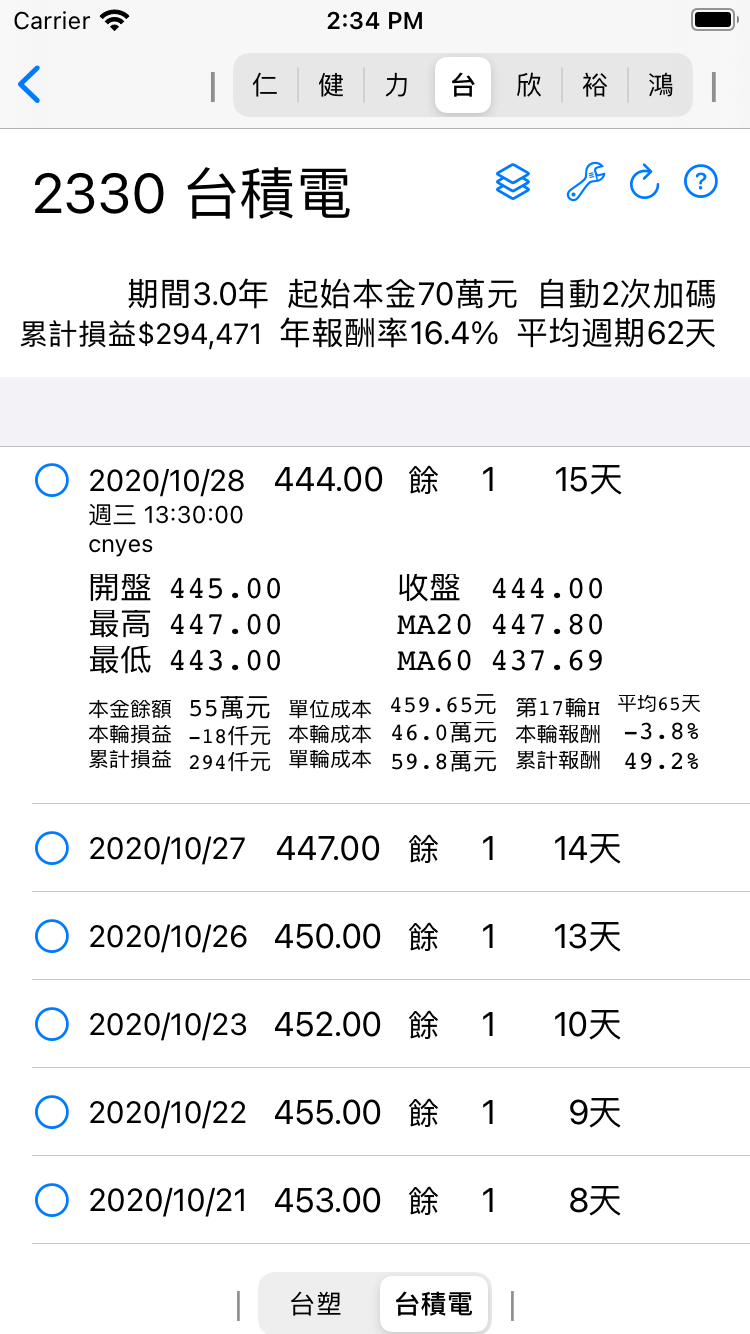 Carrier 2:34 PM
| 仁 健 力 台 欣 裕 鴻 |
2330 台積電 ?
期間3.0年 起始本金70萬元 自動2次加碼
累計損益$294,471 年報酬率16.4% 平均週期62天
2020/10/28 444.00 餘 1 15天
週三 13:30:00
cnyes
開盤 445.00 收盤 444.00
最高 447.00 MA20 447.80
最低 443.00 MA60 437.69
本金餘額 55萬元 單位成本 459.65元 第17輪H 平均65天
本輪損益 -18仟元 本輪成本 46.0萬元 本輪報酬 -3.8%
累計損益 294仟元 單輪成本 59.8萬元 累計報酬 49.2%
2020/10/27 447.00 餘 1 14天
2020/10/26 450.00 餘 1 13天
2020/10/23 452.00 餘 1 10天
2020/10/22 455.00 餘 1 9天
2020/10/21 453.00 餘 1 8天
| 台塑 台積電 |